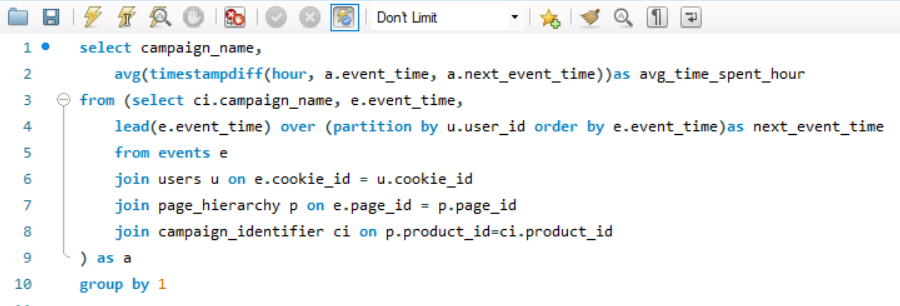 Don't Limit
1 select campaign_name,
2 avg(timestampdiff(hour, a.event_time, a.next_event_time))as avg_time_spent_hour
3 from (select ci.campaign_name, e.event_time,
4 lead(e.event_time) over (partition by u.user_id order by e.event_time)as next_event_time
5 from events e
6 join users u on e.cookie_id = u.cookie_id
7 join page_hierarchy p on e.page_id = p.page_id
8 join campaign_identifier ci on p.product_id=ci.product_id
9 ) as a
10 group by 1